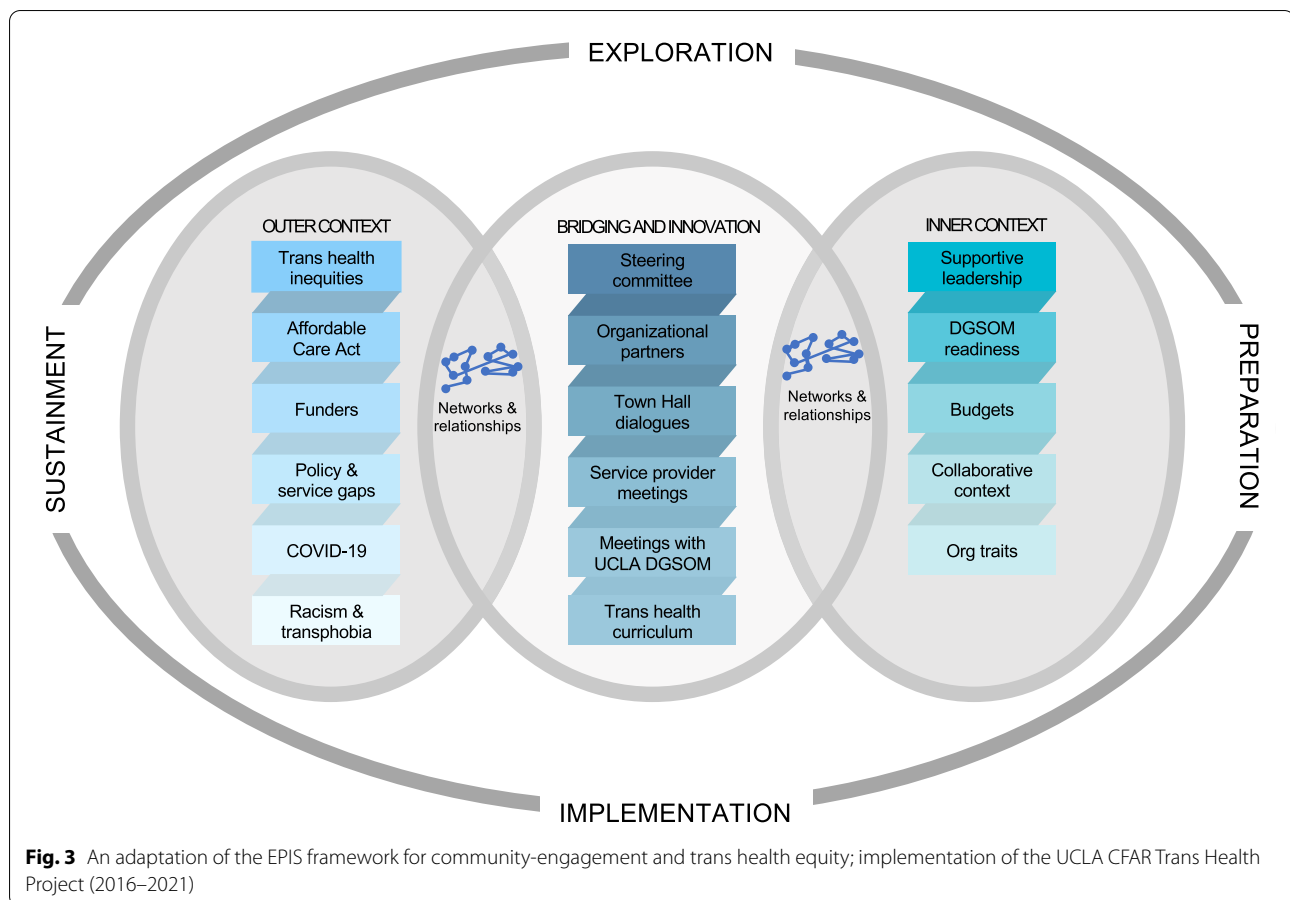 EXPLORATION
OUTER CONTEXT
Trans health
inequities
Affordable
Care Act
Funders
Policy &
service gaps
COVID-19
Racism &
transphobia
Networks &
relationships
BRIDGING AND INNOVATION
Steering
committee
Organizational
partners
Town Hall
dialogues
Service provider
meetings
Meetings with
UCLA DGSOM
Trans health
curriculum
Networks &
relationships
INNER CONTEXT
Supportive
leadership
DGSOM
readiness
Budgets
Collaborative
context
Org traits
SUSTAINMENT
PREPARATION
IMPLEMENTATION
Fig. 3 An adaptation of the EPIS framework for community-engagement and trans health equity; implementation of the UCLA CFAR Trans Health
Project (2016–2021)